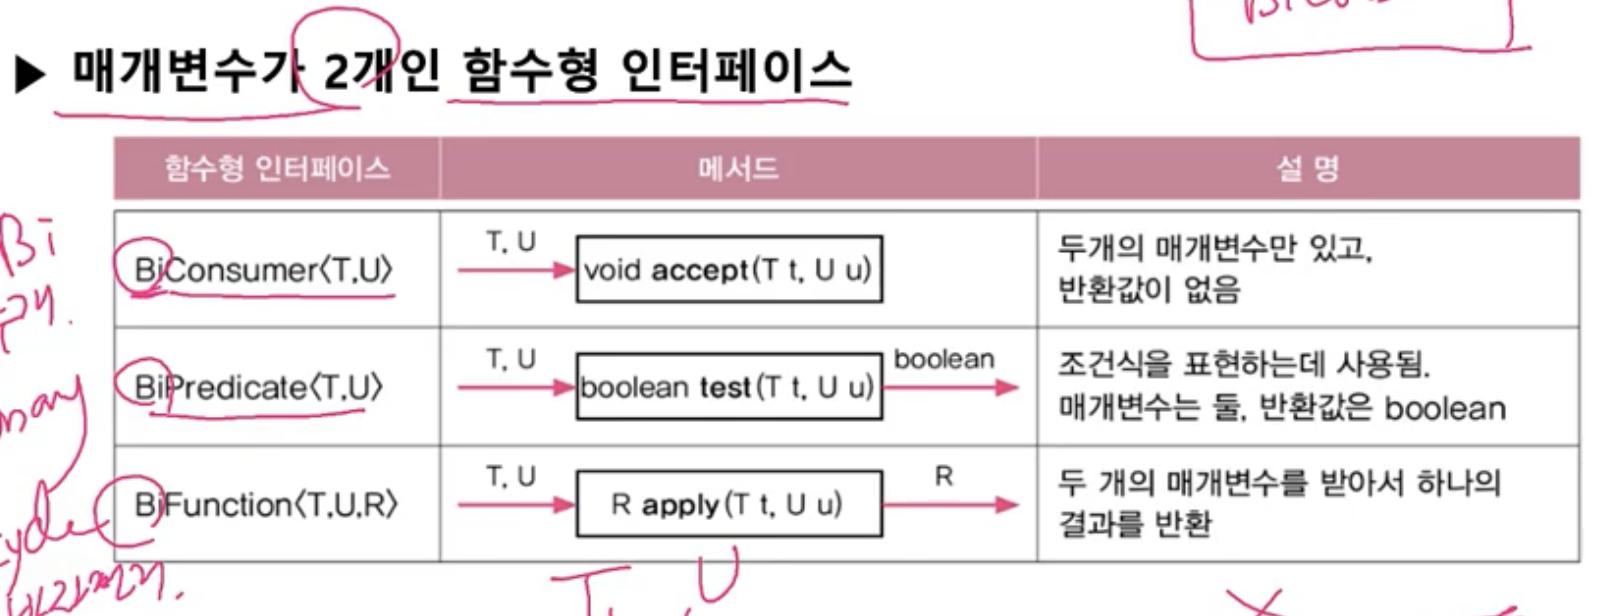 ▶ 매개변수가 2개인 함수형 인터페이스
함수형 인터페이스 메서드 설 명
BiConsumer〈T,U〉 T, U void accept(T t, U u) 두개의 매개변수만 있고,
반환값이 없음
BiPredicate〈T,U〉 T, U boolean test(T t, U u) boolean 조건식을 표현하는데 사용됨.
매개변수는 둘, 반환값은 boolean
BiFunction〈T,U,R〉 T, U R apply(T t, U u) R 두 개의 매개변수를 받아서 하나의
결과를 반환
Bi
T, U